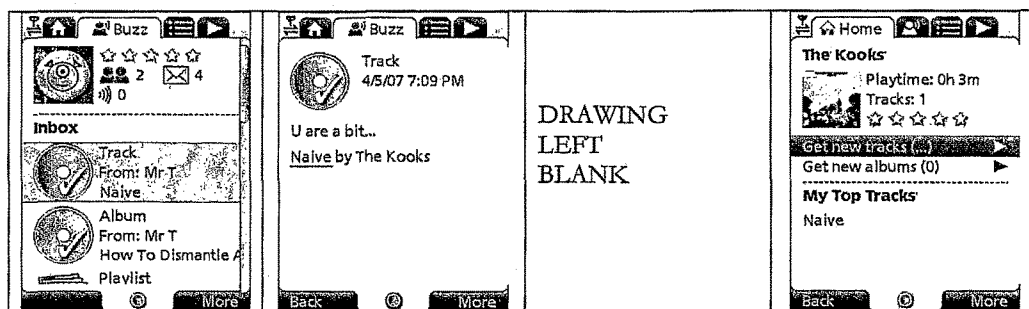 Buzz
2 4
0
Inbox
Track
From: Mr T
Naive
Album
From: Mr T
How To Dismantle A
Playlist
More
Buzz
Track
4/5/07 7:09 PM
U are a bit...
Naive by The Kooks
Back More
DRAWING
LEFT
BLANK
Home
The Kooks
Playtime: 0h 3m
Tracks: 1
Get new tracks (...)
Get new albums (0)
My Top Tracks
Naive
Back More